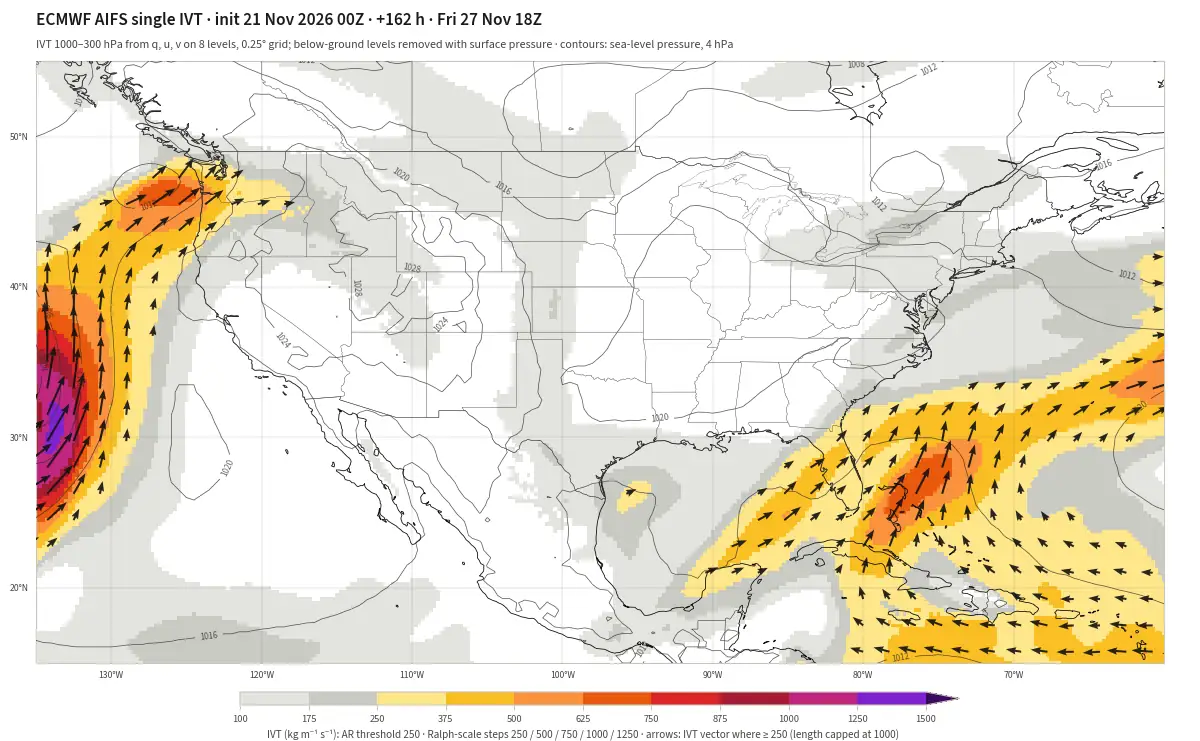 ECMWF AIFS single IVT · init 21 Nov 2026 00Z · +162 h · Fri 27 Nov 18Z
IVT 1000–300 hPa from q, u, v on 8 levels, 0.25° grid; below-ground levels removed with surface pressure · contours: sea-level pressure, 4 hPa
1008
1012
50°N
1020
1016
1016
1012
1028
1012
40°N
1028
1024
1024
30°N
1020
1020
20°N
1016
1012
130°W 120°W 110°W 100°W 90°W 80°W 70°W
100 175 250 375 500 625 750 875 1000 1250 1500
IVT (kg m⁻¹ s⁻¹): AR threshold 250 · Ralph-scale steps 250 / 500 / 750 / 1000 / 1250 · arrows: IVT vector where ≥ 250 (length capped at 1000)